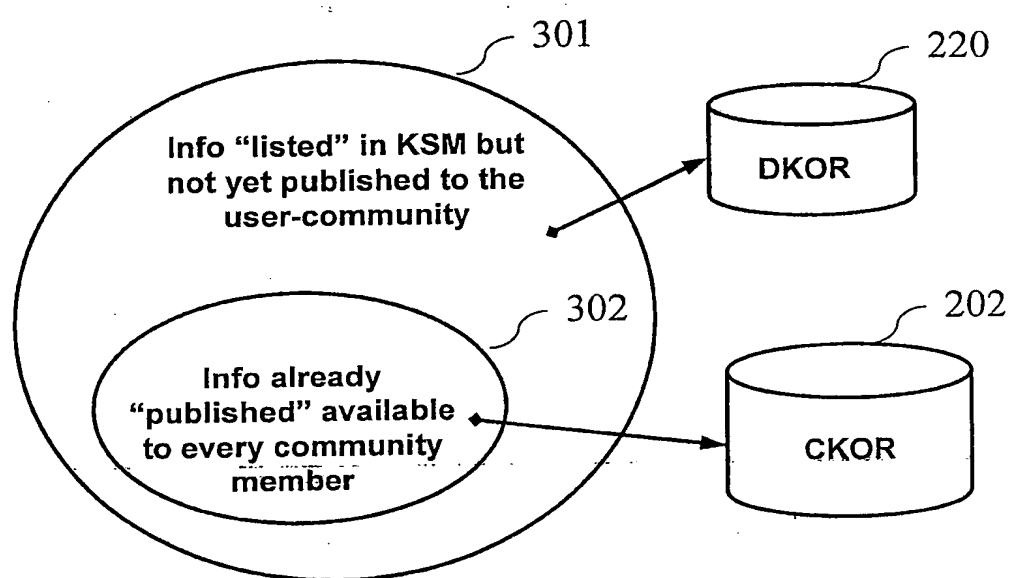 301
220
Info “listed” in KSM but
not yet published to the
user-community
DKOR
302
202
Info already
“published” available
to every community
member
CKOR